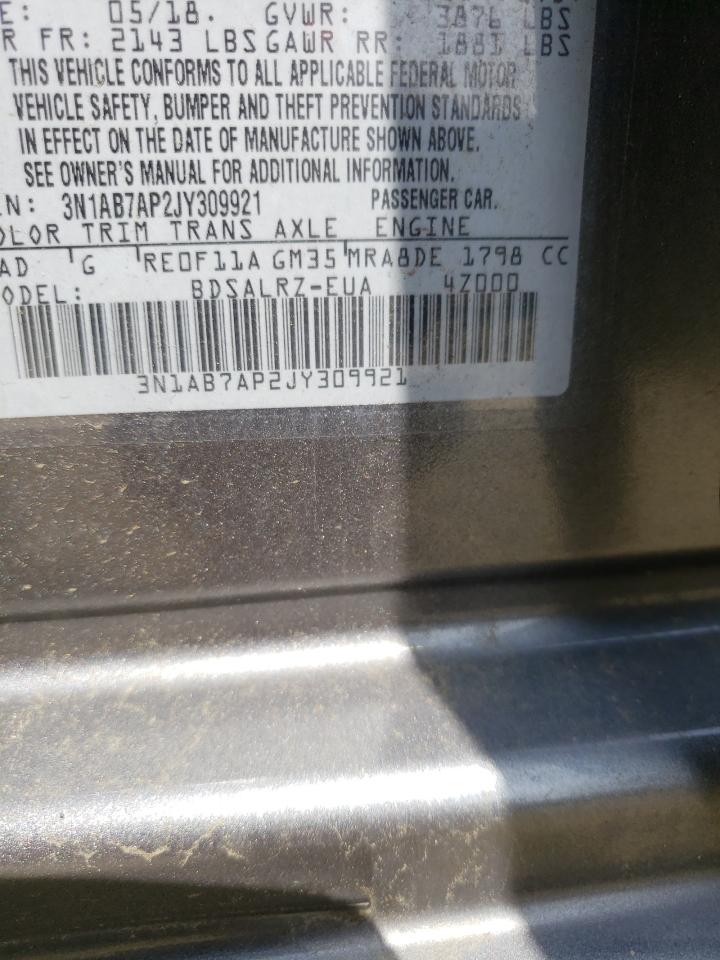 E: 05/18. GVWR: 3876 LBS
R FR: 2143 LBS GAWR RR: 1881 LBS
THIS VEHICLE CONFORMS TO ALL APPLICABLE FEDERAL MOTOR
VEHICLE SAFETY, BUMPER AND THEFT PREVENTION STANDARDS
IN EFFECT ON THE DATE OF MANUFACTURE SHOWN ABOVE.
SEE OWNER'S MANUAL FOR ADDITIONAL INFORMATION.
.N: 3N1AB7AP2JY309921 PASSENGER CAR.
OLOR TRIM TRANS AXLE ENGINE
AD G RE0F11A GM35 MRA8DE 1798 CC
ODEL: BDSALRZ-EUA 47000
3N1AB7AP2JY309921